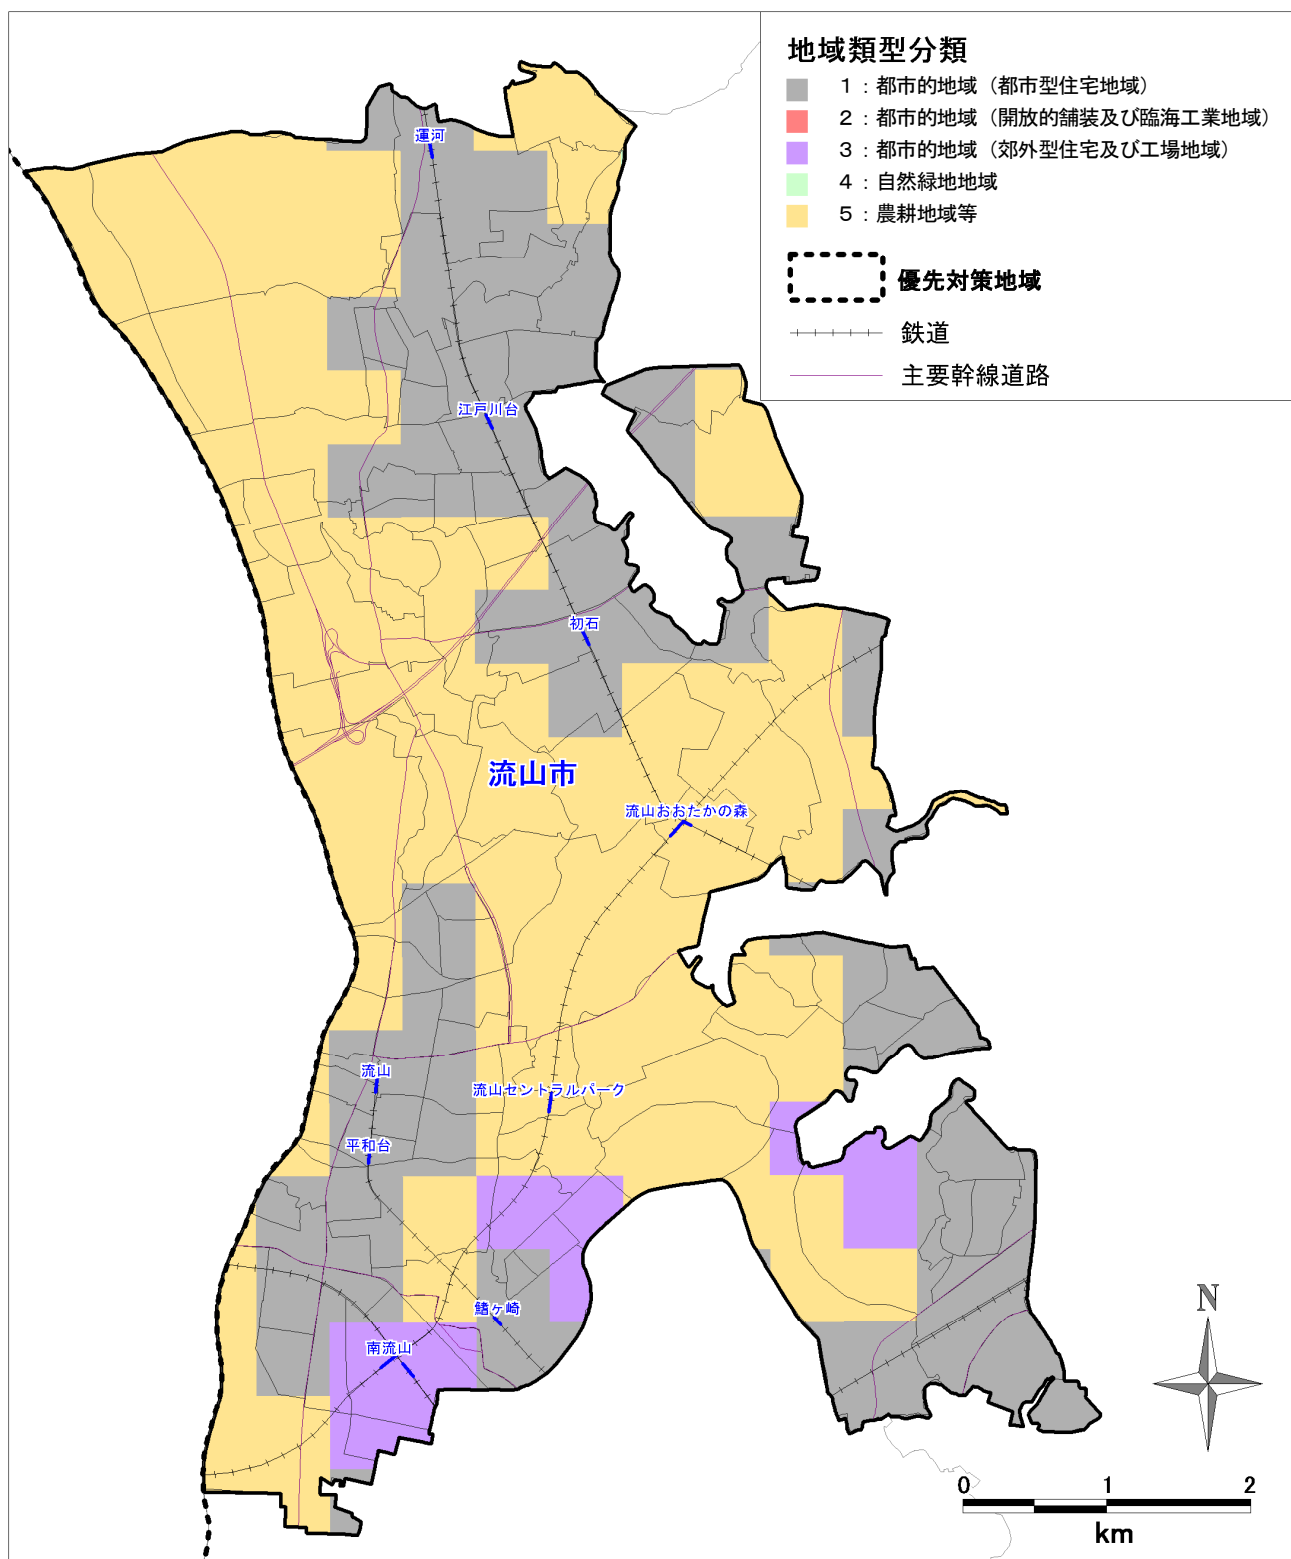 地域類型分類
1：都市的地域（都市型住宅地域）
2：都市的地域（開放的舗装及び臨海工業地域）
3：都市的地域（郊外型住宅及び工場地域）
4：自然緑地地域
5：農耕地域等
優先対策地域
鉄道
主要幹線道路
運河
江戸川台
初石
流山市
流山おおたかの森
流山
流山セントラルパーク
平和台
鰭ヶ崎
南流山
N
0 1 2
km